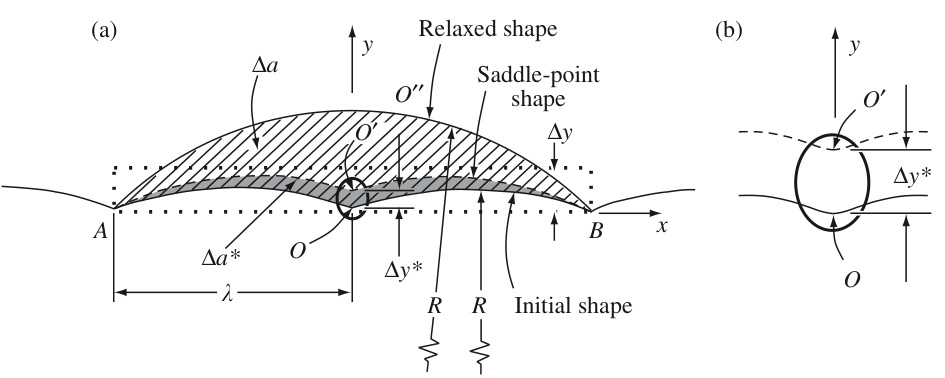 (a)
y
Relaxed shape
Δa
O''
Saddle-point
shape
O'
Δy
A
B
x
O
Δa*
Δy*
λ
R
R
Initial shape
(b)
y
O'
Δy*
O